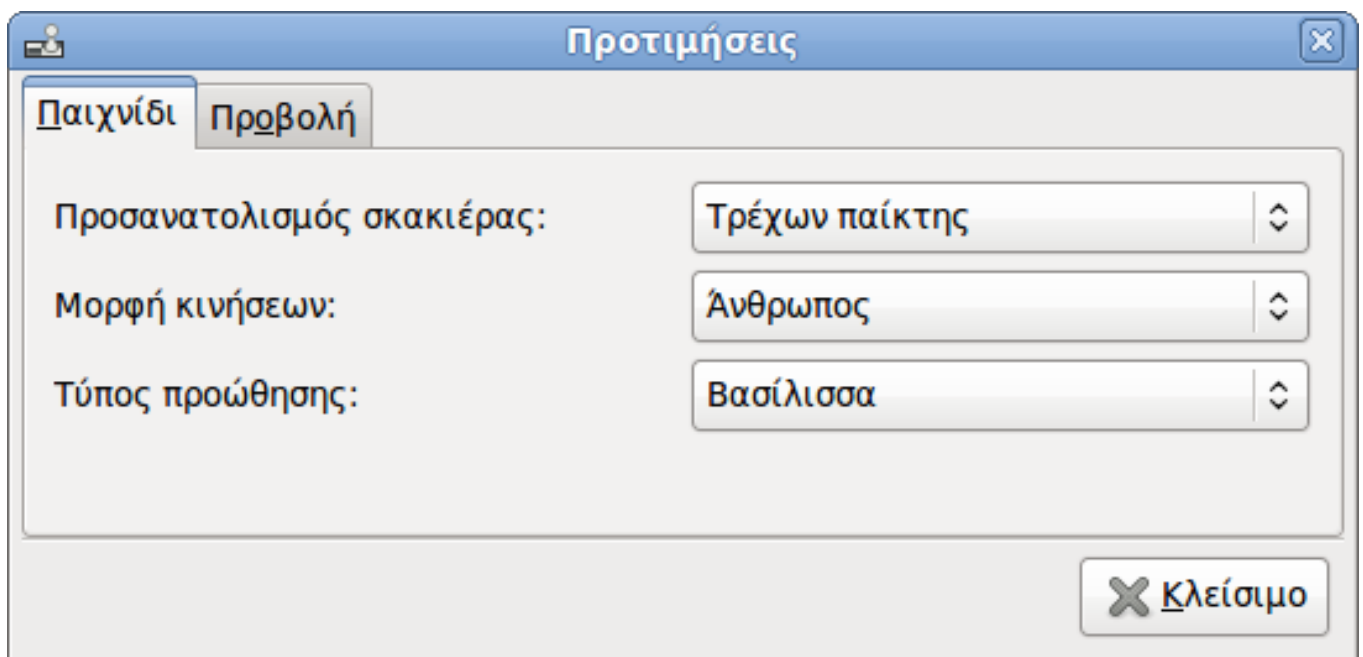 Προτιμήσεις
Παιχνίδι Προβολή
Προσανατολισμός σκακιέρας: Τρέχων παίκτης
Μορφή κινήσεων: Άνθρωπος
Τύπος προώθησης: Βασίλισσα
Κλείσιμο